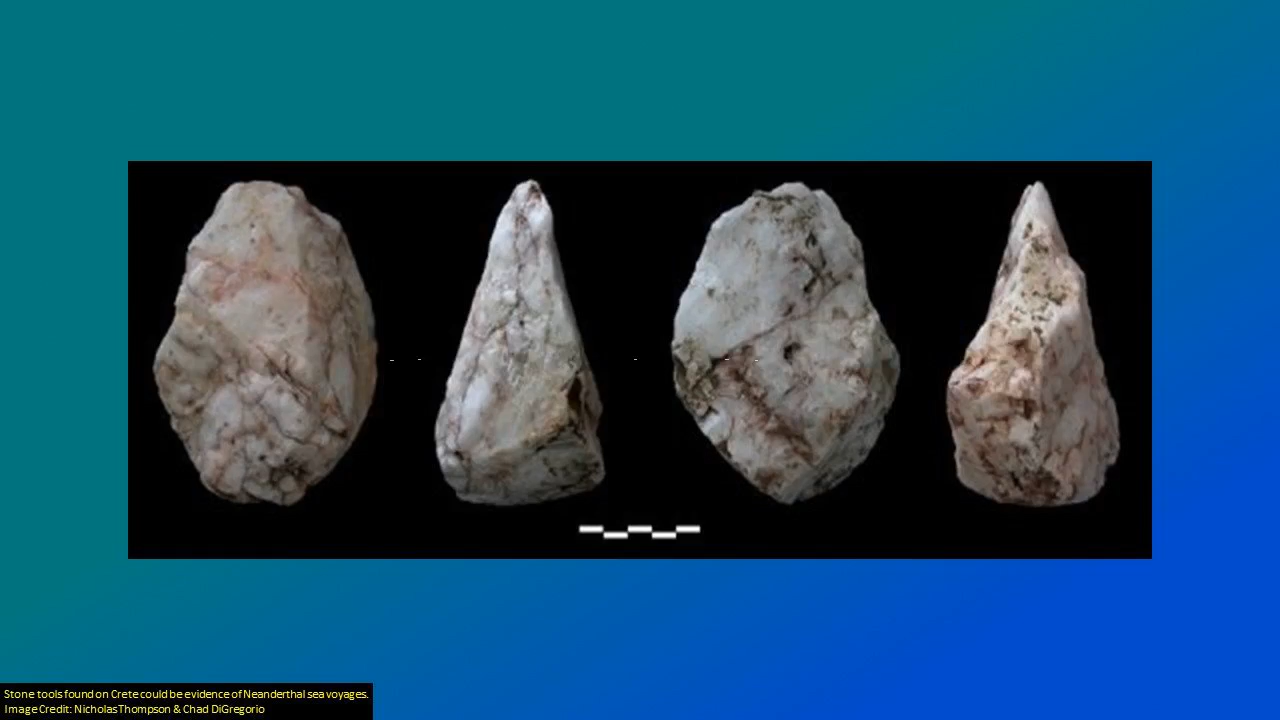 Stone tools found on Crete could be evidence of Neanderthal sea voyages.
Image Credit: Nicholas Thompson & Chad DiGregorio